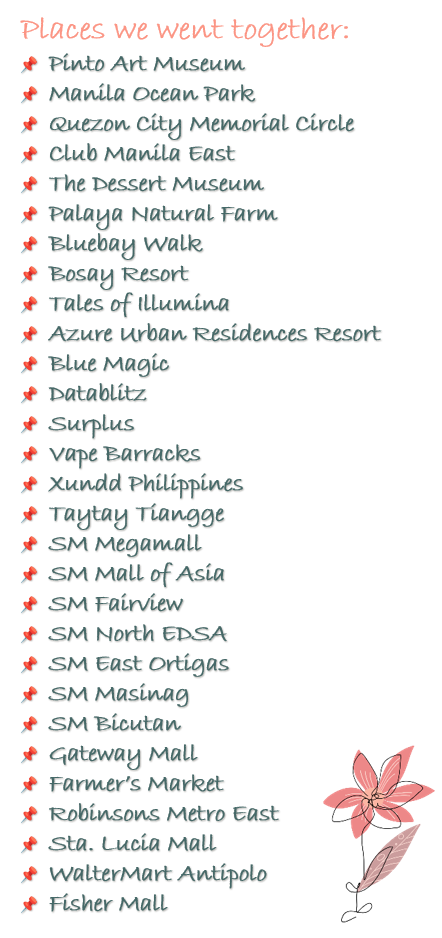 Places we went together:
Pinto Art Museum
Manila Ocean Park
Quezon City Memorial Circle
Club Manila East
The Dessert Museum
Palaya Natural Farm
Bluebay Walk
Bosay Resort
Tales of Illumina
Azure Urban Residences Resort
Blue Magic
Datablitz
Surplus
Vape Barracks
Xundd Philippines
Taytay Tiangge
SM Megamall
SM Mall of Asia
SM Fairview
SM North EDSA
SM East Ortigas
SM Masinag
SM Bicutan
Gateway Mall
Farmer's Market
Robinsons Metro East
Sta. Lucia Mall
WalterMart Antipolo
Fisher Mall